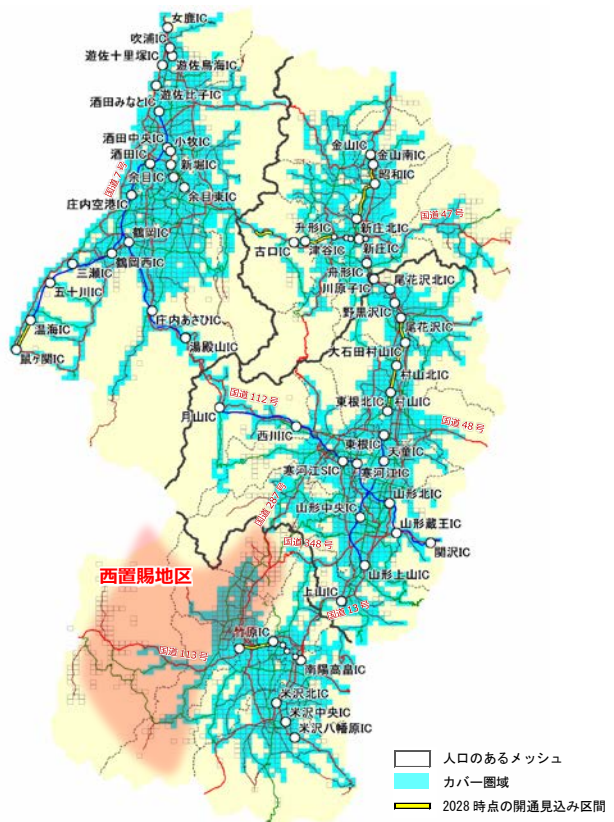 女鹿IC
吹浦IC
遊佐十里塚IC
遊佐鳥海IC
遊佐比子IC
酒田みなとIC
酒田中央IC
小牧IC
酒田IC
新堀IC
余目IC
余目東IC
国道7号
庄内空港IC
鶴岡IC
鶴岡西IC
三瀬IC
五十川IC
温海IC
鼠ヶ関IC
庄内あさひIC
湯殿山IC
金山IC
金山南IC
昭和IC
新庄北IC
国道47号
升形IC
古口IC
津谷IC
新庄IC
舟形IC
川原子IC
尾花沢北IC
野黒沢IC
尾花沢IC
大石田村山IC
村山北IC
東根北IC
村山IC
国道112号
月山IC
西川IC
東根IC
国道48号
天童IC
寒河江SIC
寒河江IC
国道287号
山形北IC
山形中央IC
山形蔵王IC
国道348号
関沢IC
山形上山IC
上山IC
国道13号
西置賜地区
竹原IC
国道113号
南陽高畠IC
米沢北IC
米沢中央IC
米沢八幡原IC
人口のあるメッシュ
カバー圏域
2028時点の開通見込み区間